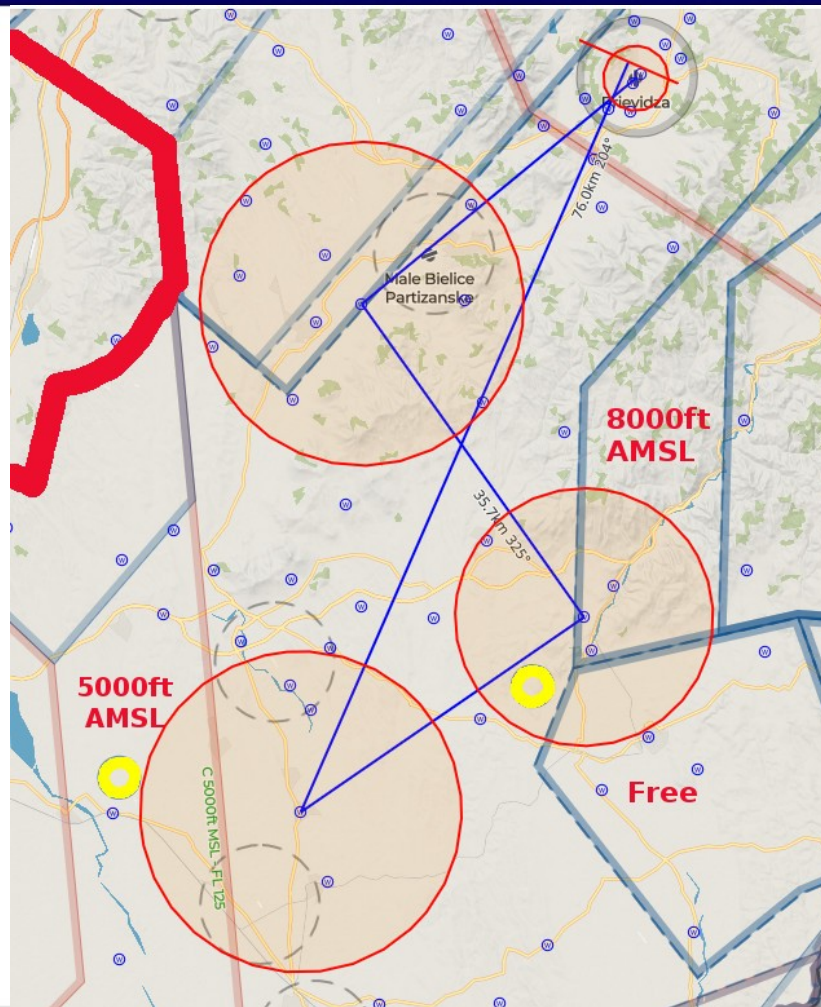 Prievidza
76.0km 204°
Male Bielice
Partizanske
8000ft
AMSL
35.7km 325°
5000ft
AMSL
C 5000ft MSL - FL 125
Free